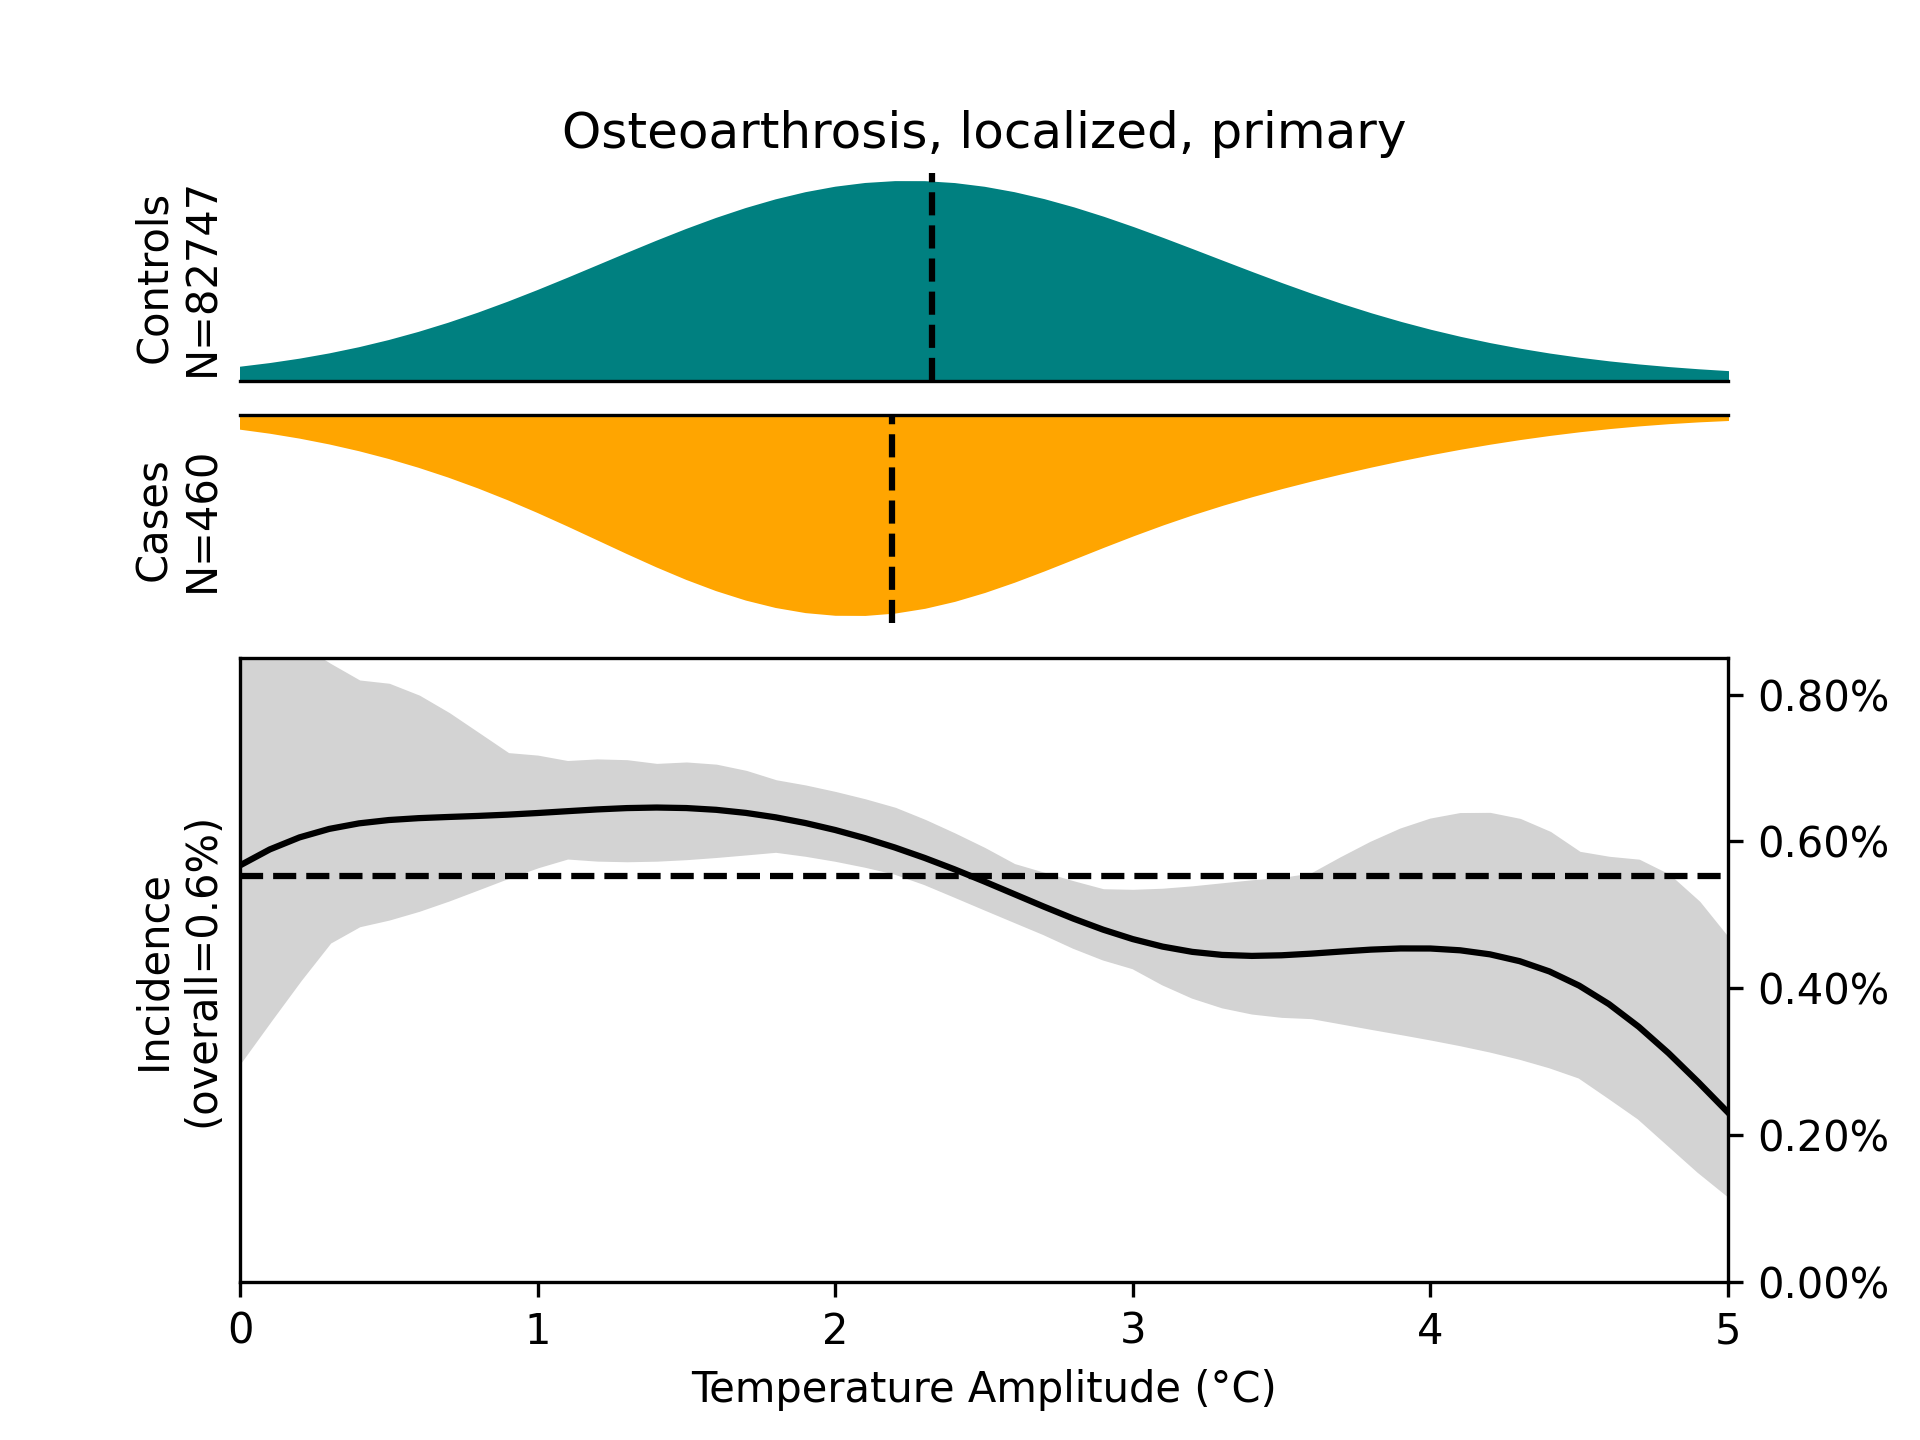 Osteoarthrosis, localized, primary
Controls
N=82747
Cases
N=460
Incidence
(overall=0.6%)
0.80%
0.60%
0.40%
0.20%
0.00%
0 1 2 3 4 5
Temperature Amplitude (°C)